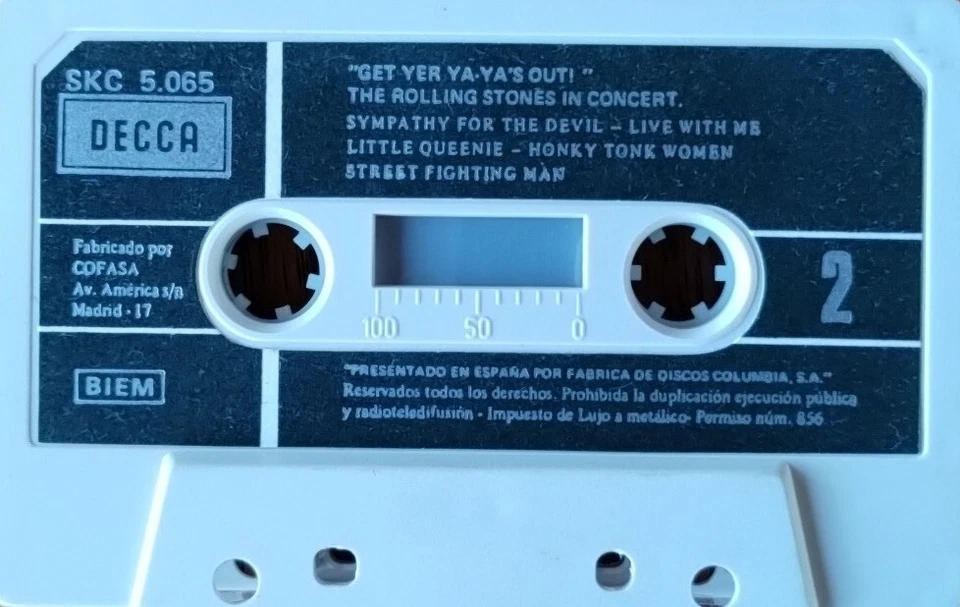 SKC 5.065
DECCA
"GET YER YA-YA'S OUT! "
THE ROLLING STONES IN CONCERT.
SYMPATHY FOR THE DEVIL - LIVE WITH ME
LITTLE QUEENIE - HONKY TONK WOMEN
STREET FIGHTING MAN
Fabricado por
COFASA
Av. América s/n
Madrid - 17
100 50 0
2
BIEM
"PRESENTADO EN ESPAÑA POR FABRICA DE DISCOS COLUMBIA, S.A."
Reservados todos los derechos. Prohibida la duplicación ejecución pública
y radioteledifusión - Impuesto de Lujo a metálico- Permiso núm. 856